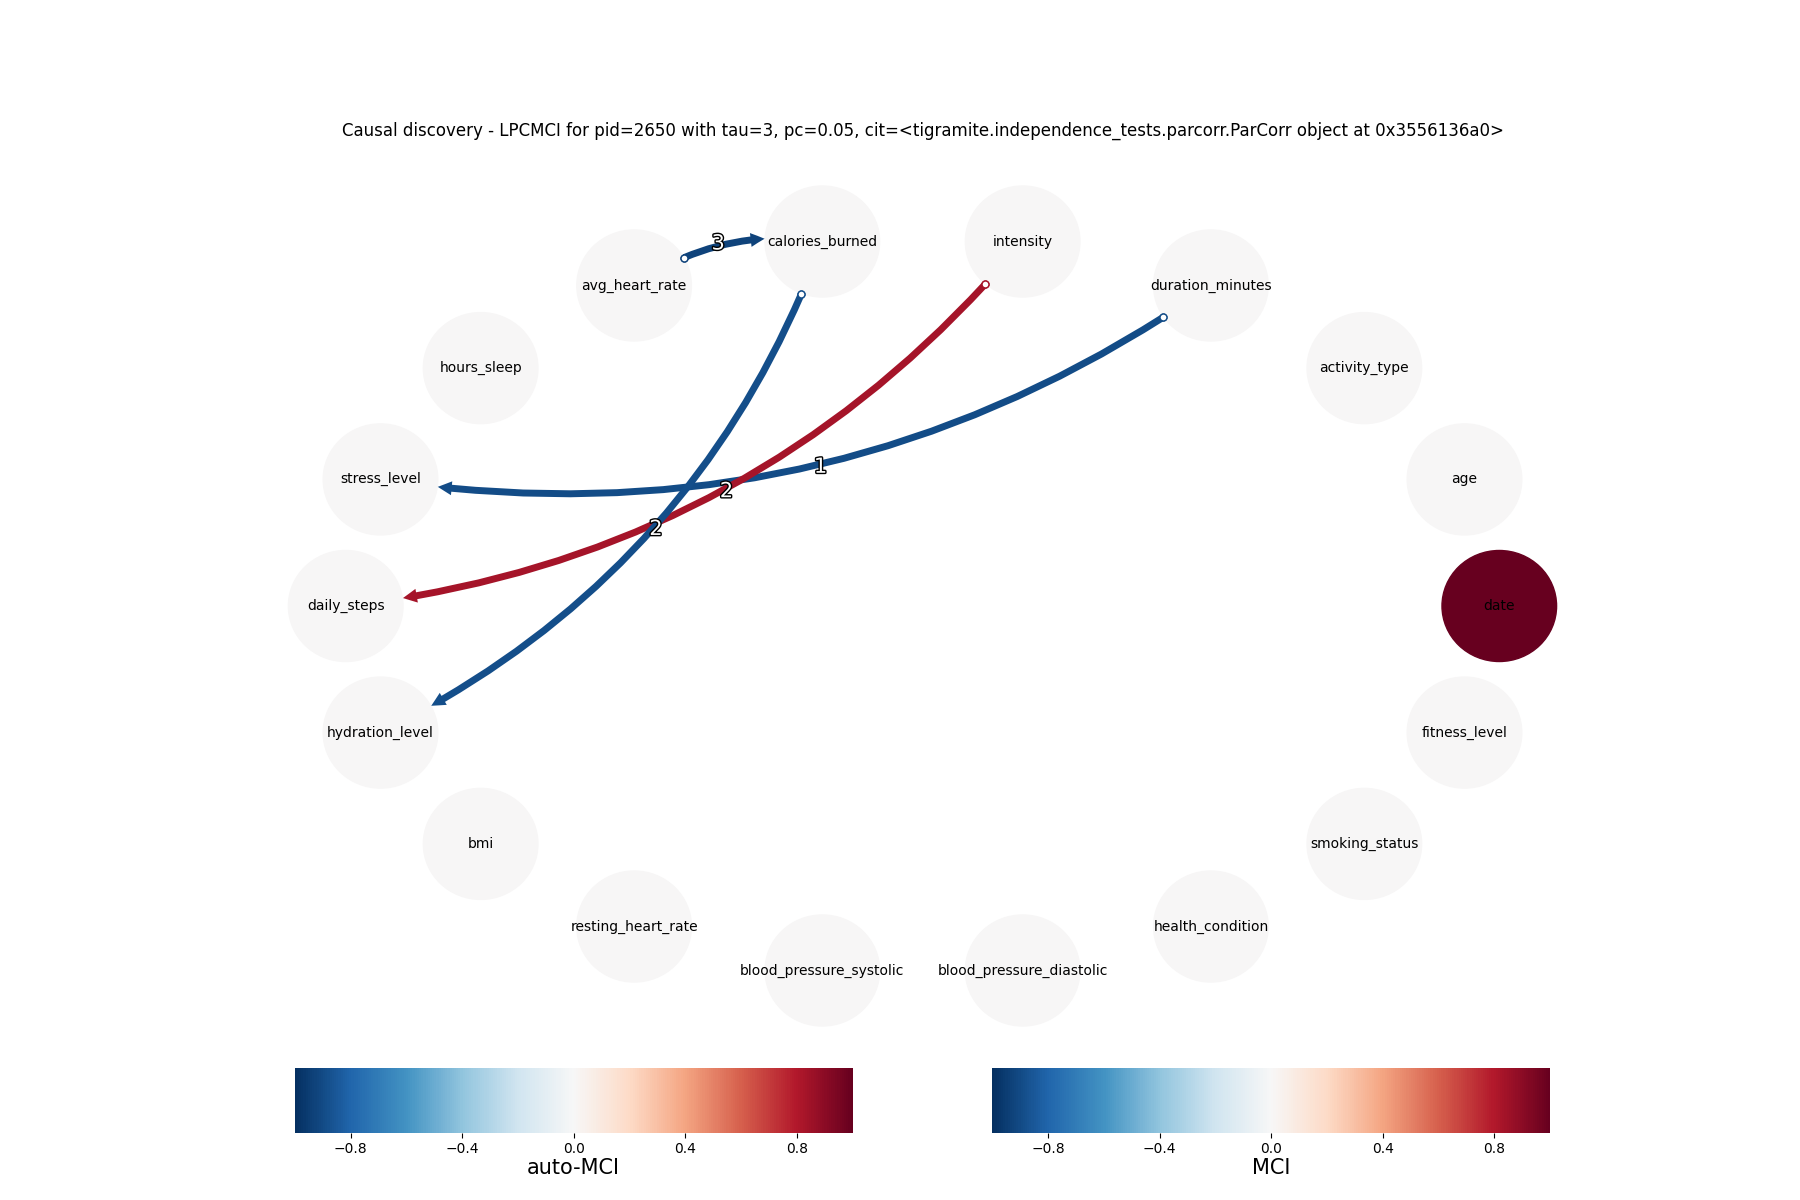 Causal discovery - LPCMCI for pid=2650 with tau=3, pc=0.05, cit=<tigramite.independence_tests.parcorr.ParCorr object at 0x3556136a0>
calories_burned
intensity
3
avg_heart_rate
duration_minutes
hours_sleep
activity_type
1
stress_level
age
2
2
daily_steps
date
hydration_level
fitness_level
bmi
smoking_status
resting_heart_rate
health_condition
blood_pressure_systolic
blood_pressure_diastolic
−0.8 −0.4 0.0 0.4 0.8
auto-MCI
−0.8 −0.4 0.0 0.4 0.8
MCI